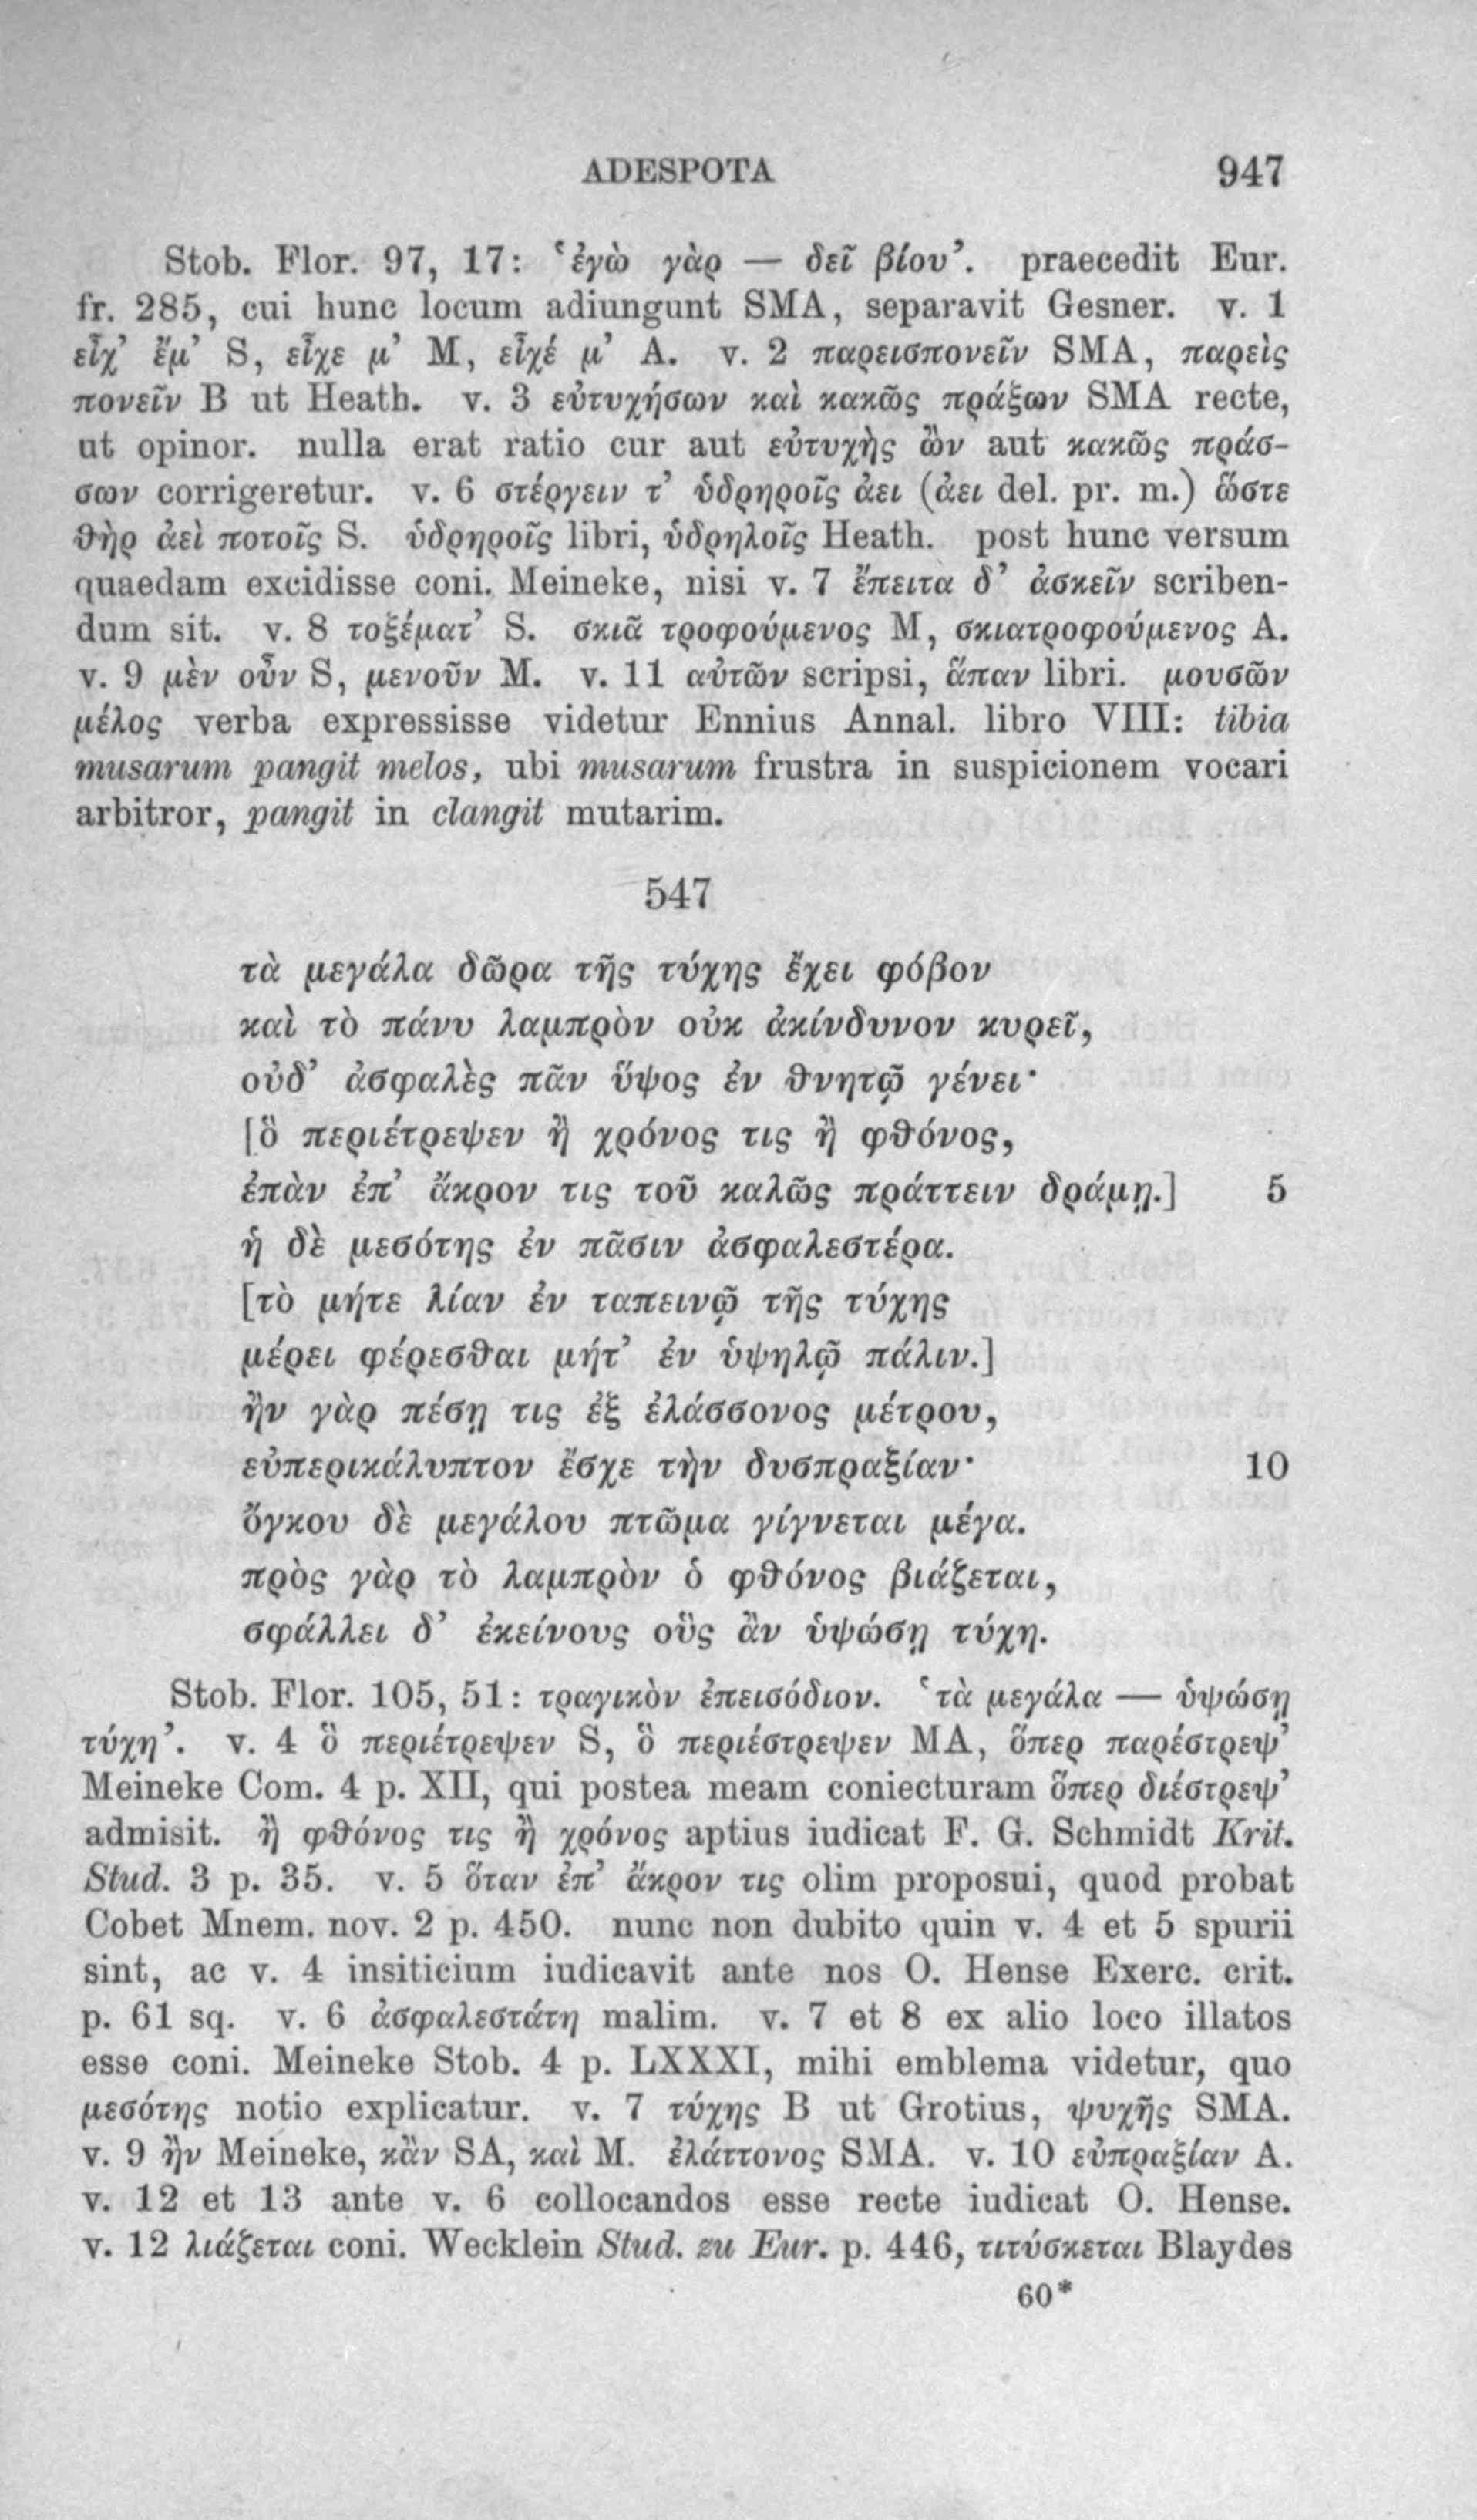 ADESPOTA 947
Stob. Flor. 97, 17: ‘ἐγὼ γὰρ — δεῖ βίου’. praecedit Eur.
fr. 285, cui hunc locum adiungunt SMA, separavit Gesner. v. 1
εἶχ’ ἔμ’ S, εἶχε μ’ M, εἶχέ μ’ A. v. 2 παρεισπονεῖν SMA, παρεὶς
πονεῖν B ut Heath. v. 3 εὐτυχήσων καὶ κακῶς πράξων SMA recte,
ut opinor. nulla erat ratio cur aut εὐτυχὴς ὢν aut κακῶς πράσ-
σων corrigeretur. v. 6 στέργειν τ’ ὑδρηροῖς ἀει (ἀει del. pr. m.) ὥστε
θὴρ ἀεὶ ποτοῖς S. ὑδρηροῖς libri, ὑδρηλοῖς Heath. post hunc versum
quaedam excidisse coni. Meineke, nisi v. 7 ἔπειτα δ’ ἀσκεῖν scriben-
dum sit. v. 8 τοξέματ’ S. σκιᾶ τροφούμενος M, σκιατροφούμενος A.
v. 9 μὲν οὖν S, μενοῦν M. v. 11 αὐτῶν scripsi, ἅπαν libri. μουσῶν
μέλος verba expressisse videtur Ennius Annal. libro VIII: tibia
musarum pangit melos, ubi musarum frustra in suspicionem vocari
arbitror, pangit in clangit mutarim.
547
τὰ μεγάλα δῶρα τῆς τύχης ἔχει φόβον
καὶ τὸ πάνυ λαμπρὸν οὐκ ἀκίνδυνον κυρεῖ,
οὐδ’ ἀσφαλὲς πᾶν ὕψος ἐν θνητῷ γένει·
[ὃ περιέτρεψεν ἢ χρόνος τις ἢ φθόνος,
ἐπὰν ἐπ’ ἄκρον τις τοῦ καλῶς πράττειν δράμῃ.] 5
ἡ δὲ μεσότης ἐν πᾶσιν ἀσφαλεστέρα.
[τὸ μήτε λίαν ἐν ταπεινῷ τῆς τύχης
μέρει φέρεσθαι μήτ’ ἐν ὑψηλῷ πάλιν.]
ἢν γὰρ πέσῃ τις ἐξ ἐλάσσονος μέτρου,
εὐπερικάλυπτον ἔσχε τὴν δυσπραξίαν· 10
ὄγκου δὲ μεγάλου πτῶμα γίγνεται μέγα.
πρὸς γὰρ τὸ λαμπρὸν ὁ φθόνος βιάζεται,
σφάλλει δ’ ἐκείνους οὓς ἂν ὑψώσῃ τύχη.
Stob. Flor. 105, 51: τραγικὸν ἐπεισόδιον. ‘τὰ μεγάλα — ὑψώσῃ
τύχη’. v. 4 ὃ περιέτρεψεν S, ὃ περιέστρεψεν MA, ὅπερ παρέστρεψ’
Meineke Com. 4 p. XII, qui postea meam coniecturam ὅπερ διέστρεψ’
admisit. ἢ φθόνος τις ἢ χρόνος aptius iudicat F. G. Schmidt Krit.
Stud. 3 p. 35. v. 5 ὅταν ἐπ’ ἄκρον τις olim proposui, quod probat
Cobet Mnem. nov. 2 p. 450. nunc non dubito quin v. 4 et 5 spurii
sint, ac v. 4 insiticium iudicavit ante nos O. Hense Exerc. crit.
p. 61 sq. v. 6 ἀσφαλεστάτη malim. v. 7 et 8 ex alio loco illatos
esse coni. Meineke Stob. 4 p. LXXXI, mihi emblema videtur, quo
μεσότης notio explicatur. v. 7 τύχης B ut Grotius, ψυχῆς SMA.
v. 9 ἢν Meineke, κἂν SA, καὶ M. ἐλάττονος SMA. v. 10 εὐπραξίαν A.
v. 12 et 13 ante v. 6 collocandos esse recte iudicat O. Hense.
v. 12 λιάζεται coni. Wecklein Stud. zu Eur. p. 446, τιτύσκεται Blaydes
60*